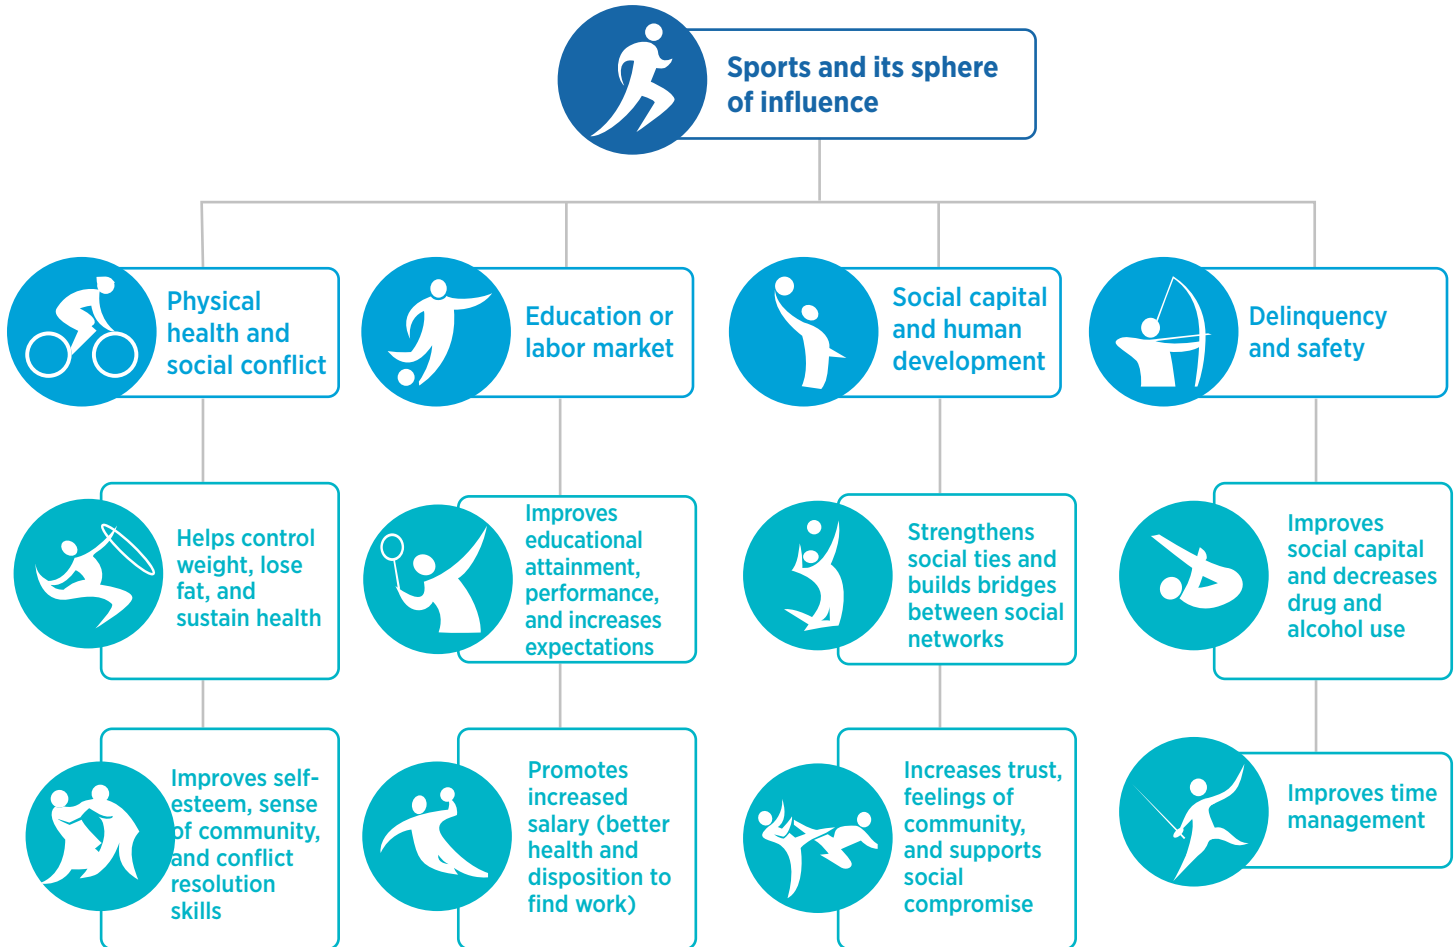 Sports and its sphere
of influence
Physical
health and
social conflict
Education or
labor market
Social capital
and human
development
Delinquency
and safety
Helps control
weight, lose
fat, and
sustain health
Improves
educational
attainment,
performance,
and increases
expectations
Strengthens
social ties and
builds bridges
between social
networks
Improves
social capital
and decreases
drug and
alcohol use
Improves self-
esteem, sense
of community,
and conflict
resolution
skills
Promotes
increased
salary (better
health and
disposition to
find work)
Increases trust,
feelings of
community,
and supports
social
compromise
Improves time
management